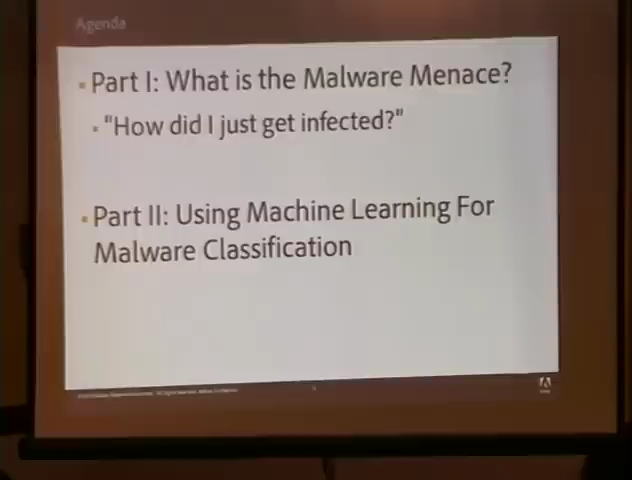 Agenda
▪ Part I: What is the Malware Menace?
▪ "How did I just get infected?"
▪ Part II: Using Machine Learning For
Malware Classification